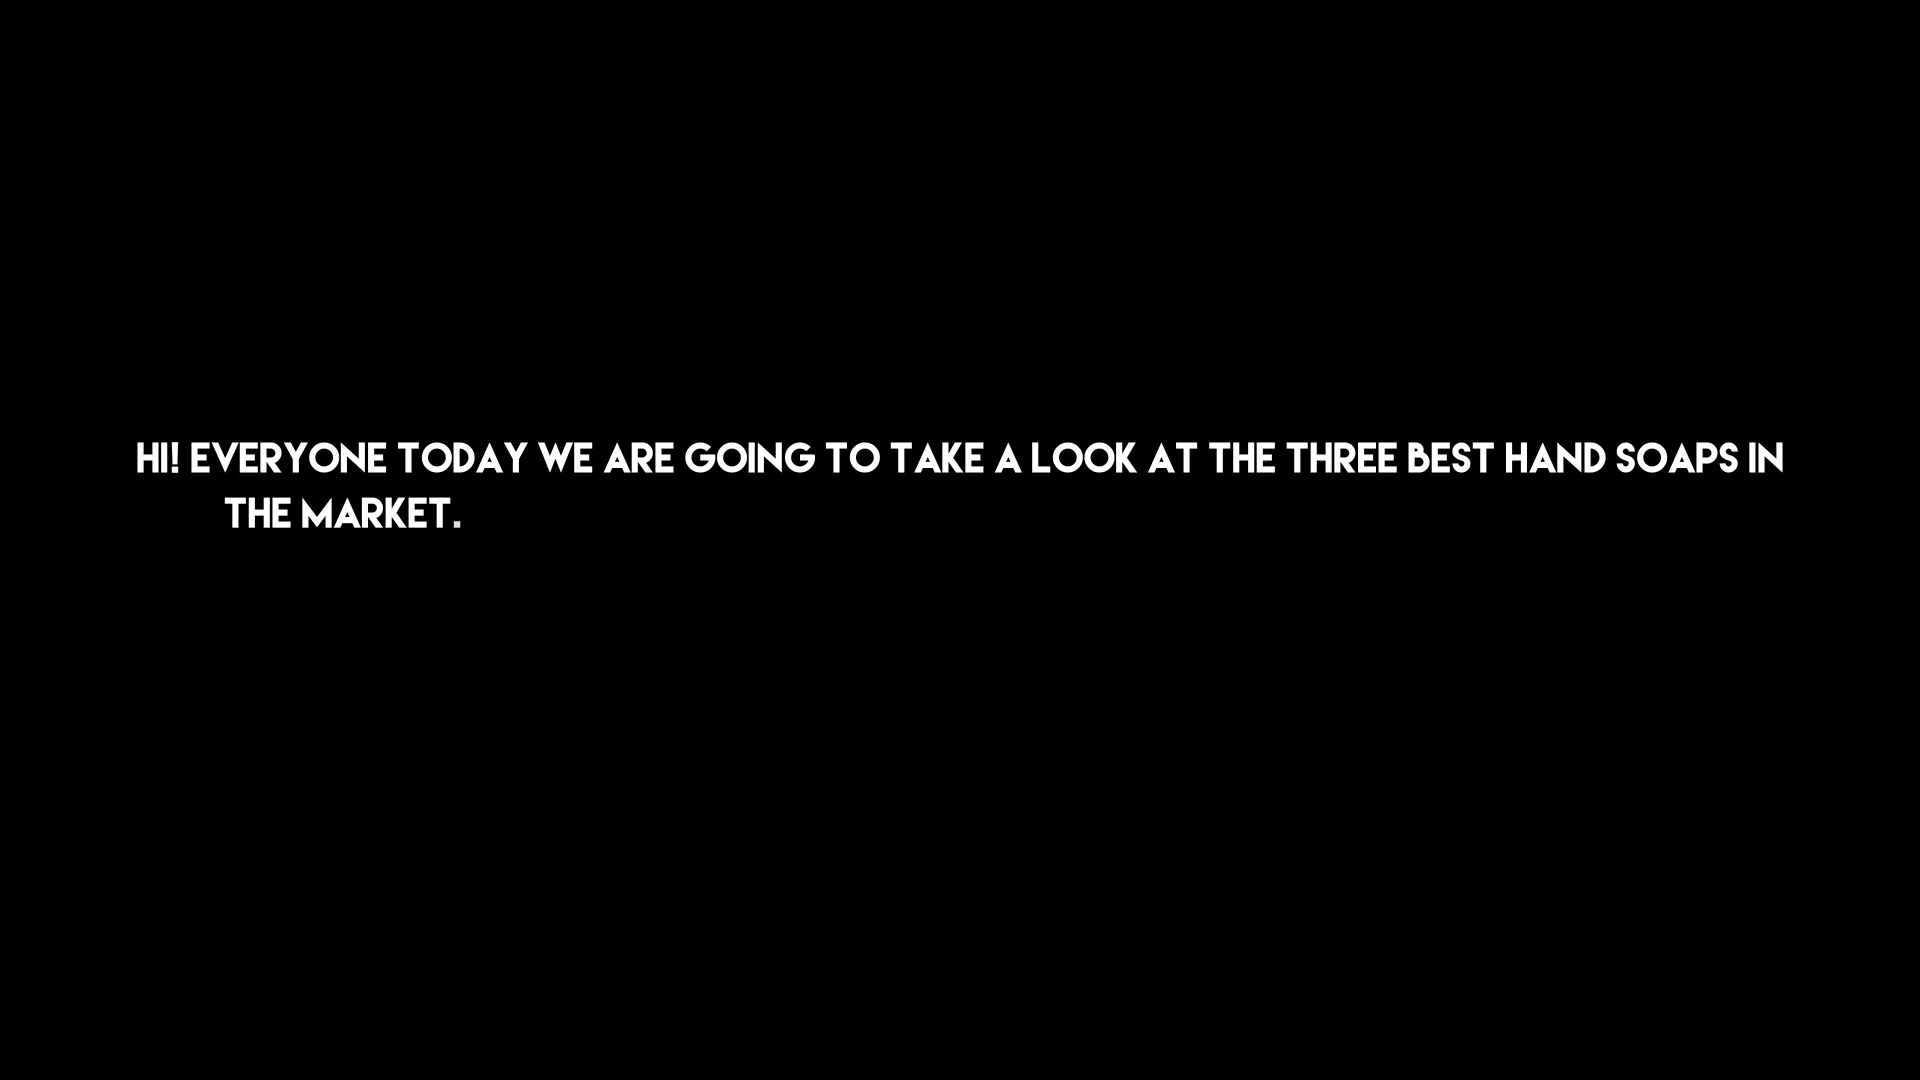 HI! EVERYONE TODAY WE ARE GOING TO TAKE A LOOK AT THE THREE BEST HAND SOAPS IN
THE MARKET.